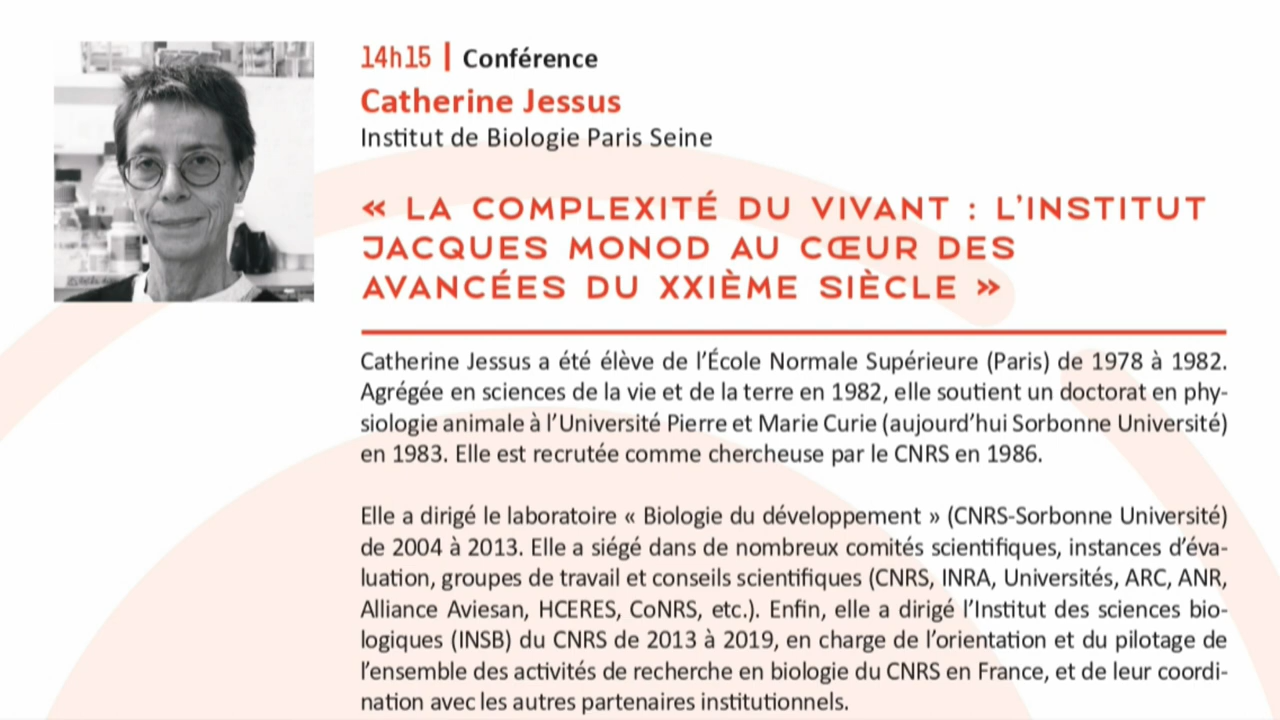 14h15 | Conférence
Catherine Jessus
Institut de Biologie Paris Seine
« LA COMPLEXITÉ DU VIVANT : L'INSTITUT
JACQUES MONOD AU CŒUR DES
AVANCÉES DU XXIÈME SIÈCLE »
Catherine Jessus a été élève de l'École Normale Supérieure (Paris) de 1978 à 1982.
Agrégée en sciences de la vie et de la terre en 1982, elle soutient un doctorat en phy-
siologie animale à l'Université Pierre et Marie Curie (aujourd'hui Sorbonne Université)
en 1983. Elle est recrutée comme chercheuse par le CNRS en 1986.
Elle a dirigé le laboratoire « Biologie du développement » (CNRS-Sorbonne Université)
de 2004 à 2013. Elle a siégé dans de nombreux comités scientifiques, instances d'éva-
luation, groupes de travail et conseils scientifiques (CNRS, INRA, Universités, ARC, ANR,
Alliance Aviesan, HCERES, CoNRS, etc.). Enfin, elle a dirigé l'Institut des sciences bio-
logiques (INSB) du CNRS de 2013 à 2019, en charge de l'orientation et du pilotage de
l'ensemble des activités de recherche en biologie du CNRS en France, et de leur coordi-
nation avec les autres partenaires institutionnels.